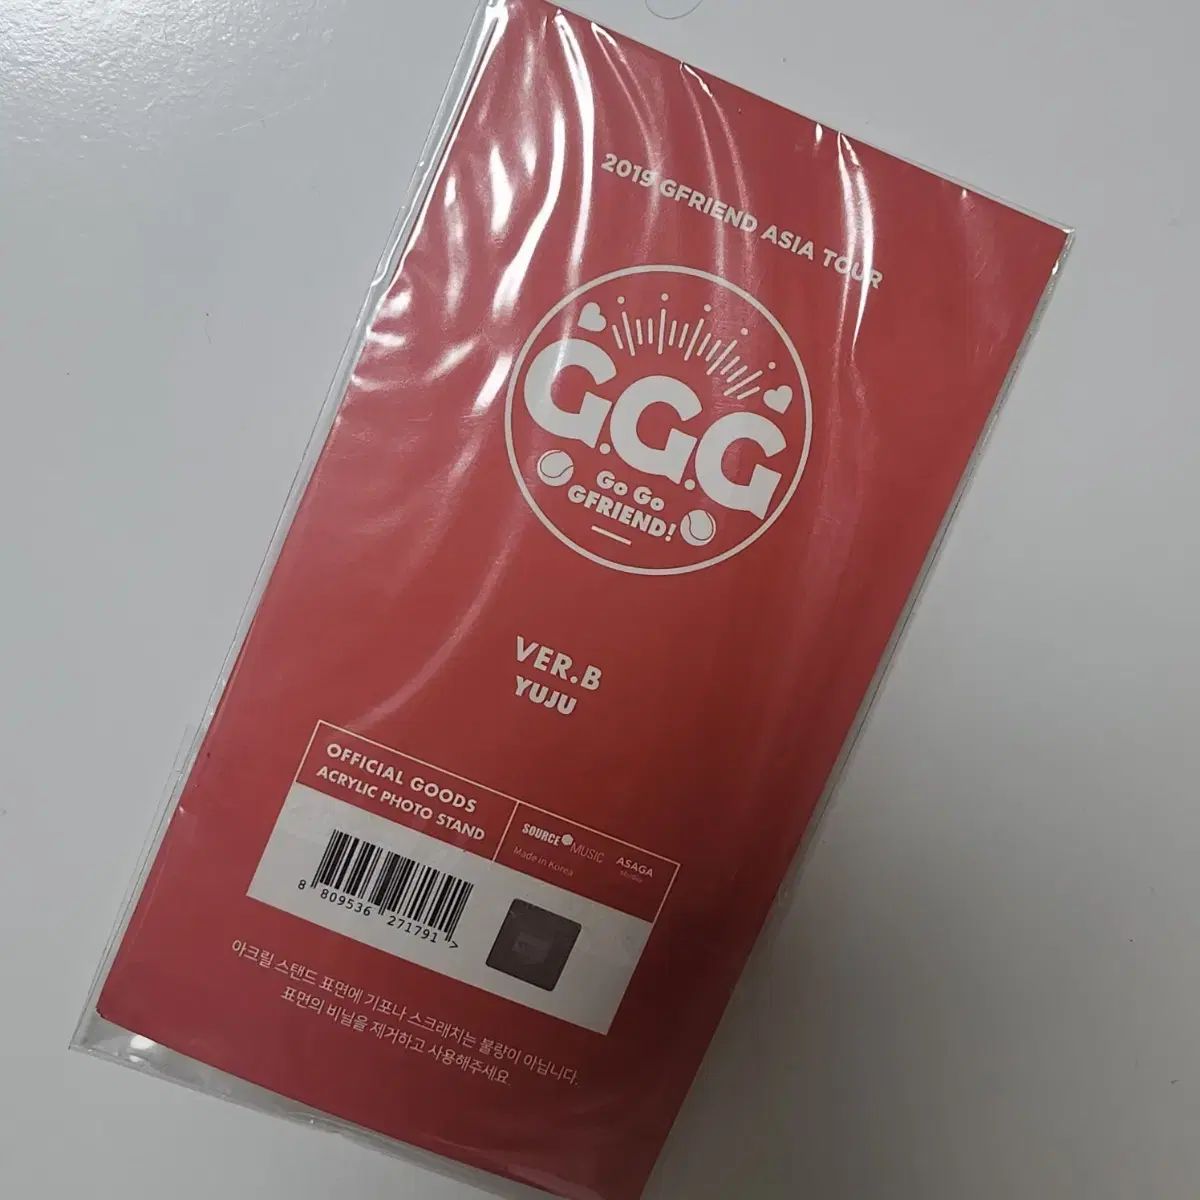 2019 GFRIEND ASIA TOUR
G.G.G
Go Go
GFRIEND!
VER.B
YUJU
OFFICIAL GOODS
ACRYLIC PHOTO STAND
SOURCE MUSIC
Made in Korea
ASAGA
studio
8 809536 271791 >
아크릴 스탠드 표면에 기포나 스크래치는 불량이 아닙니다.
표면의 비닐을 제거하고 사용해주세요